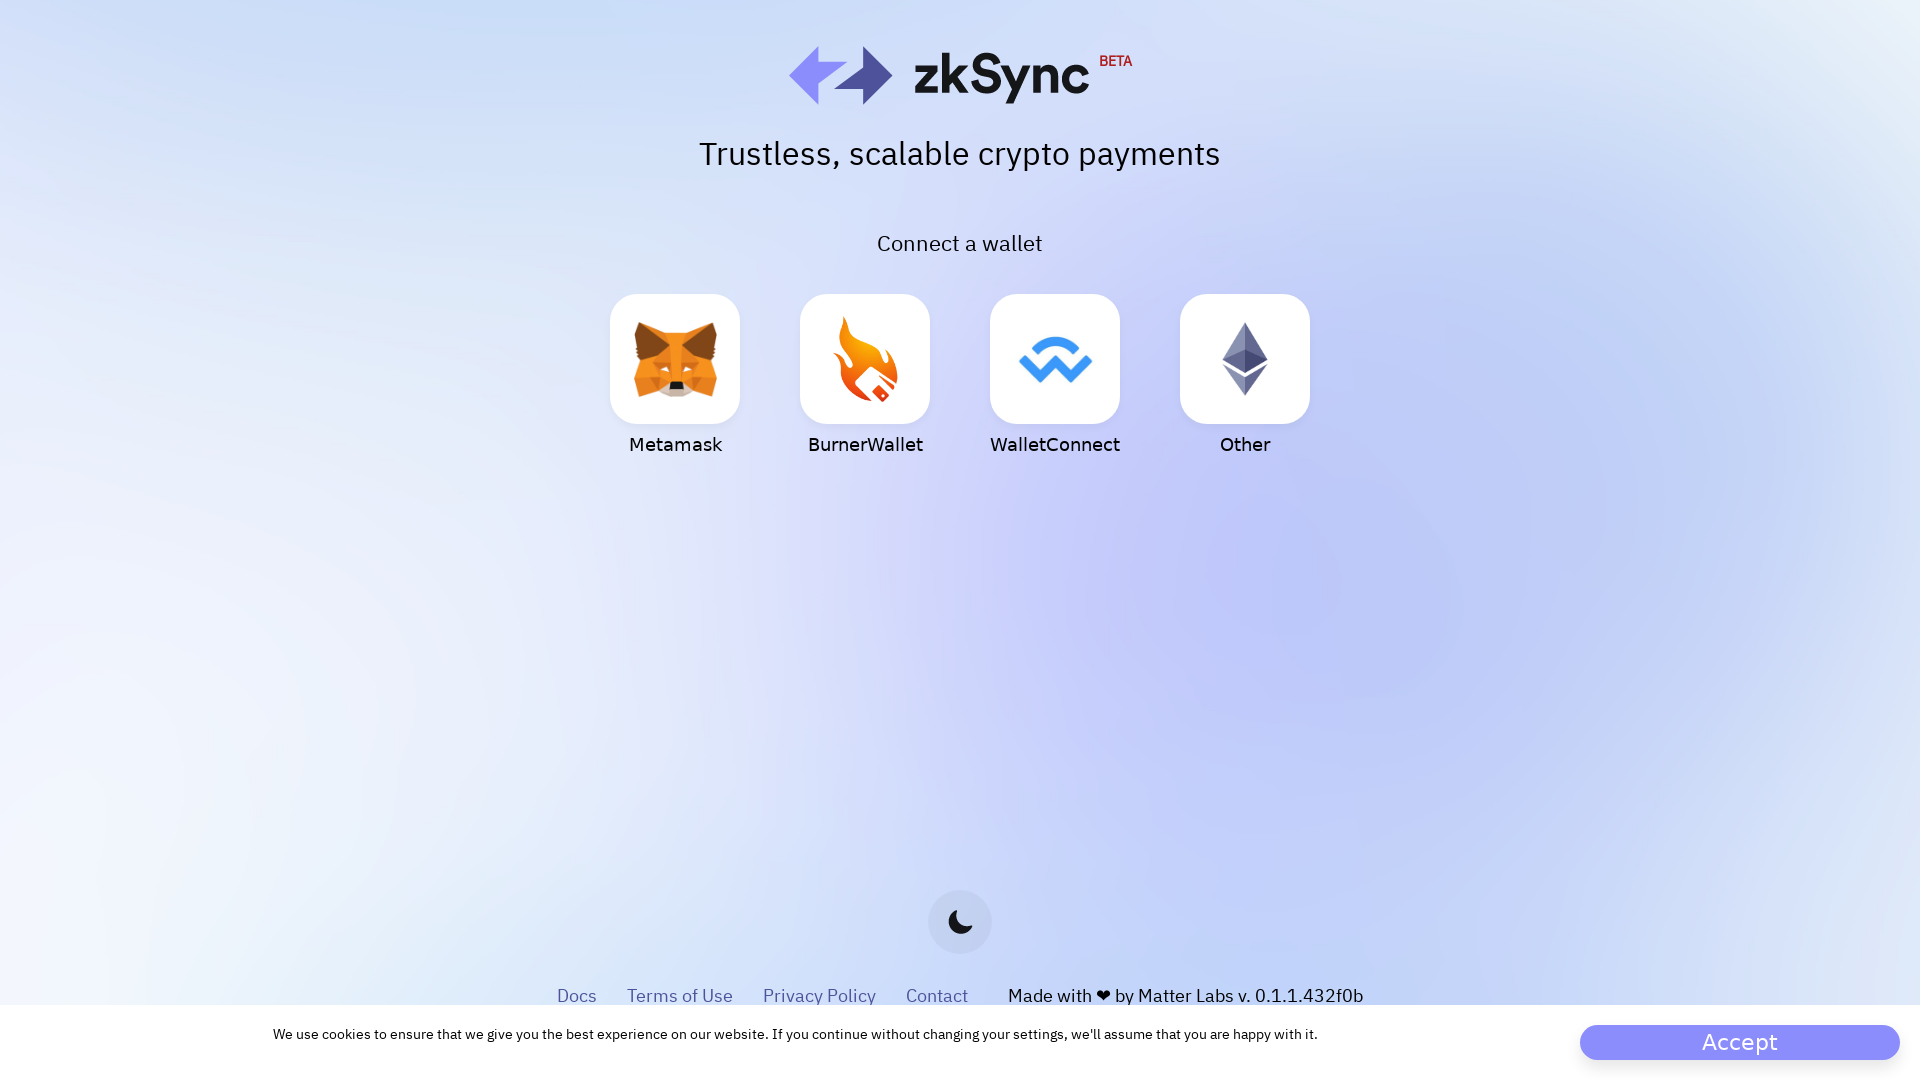 zkSync BETA
Trustless, scalable crypto payments
Connect a wallet
Metamask
BurnerWallet
WalletConnect
Other
Docs Terms of Use Privacy Policy Contact Made with ❤ by Matter Labs v. 0.1.1.432f0b
We use cookies to ensure that we give you the best experience on our website. If you continue without changing your settings, we'll assume that you are happy with it.
Accept